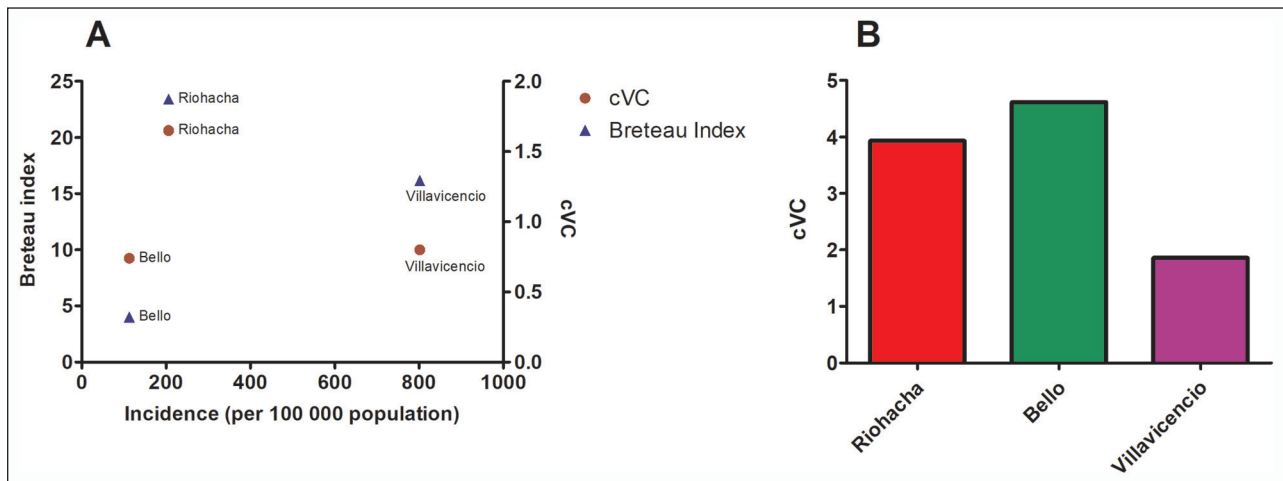 A
Breteau index
25
20
15
10
5
0
2.0
1.5
1.0
0.5
0.0
cVC
Riohacha
Riohacha
Villavicencio
Bello
Villavicencio
Bello
0 200 400 600 800 1000
Incidence (per 100 000 population)
cVC
Breteau Index
B
cVC
5
4
3
2
1
0
Riohacha
Bello
Villavicencio